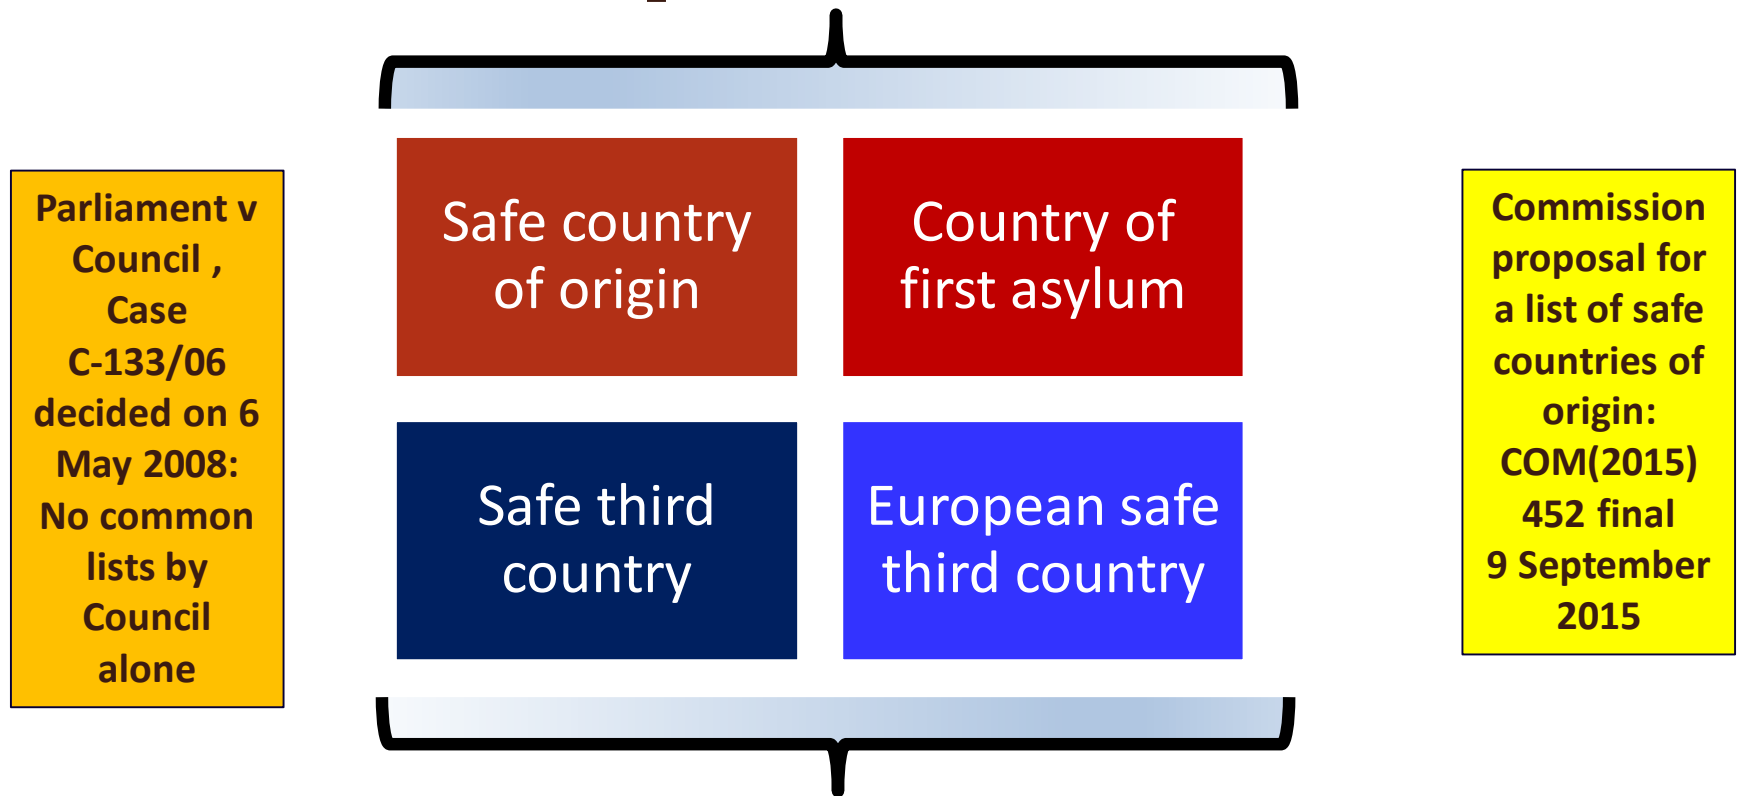 Parliament v
Council ,
Case
C-133/06
decided on 6
May 2008:
No common
lists by
Council
alone
Safe country
of origin
Country of
first asylum
Safe third
country
European safe
third country
Commission
proposal for
a list of safe
countries of
origin:
COM(2015)
452 final
9 September
2015